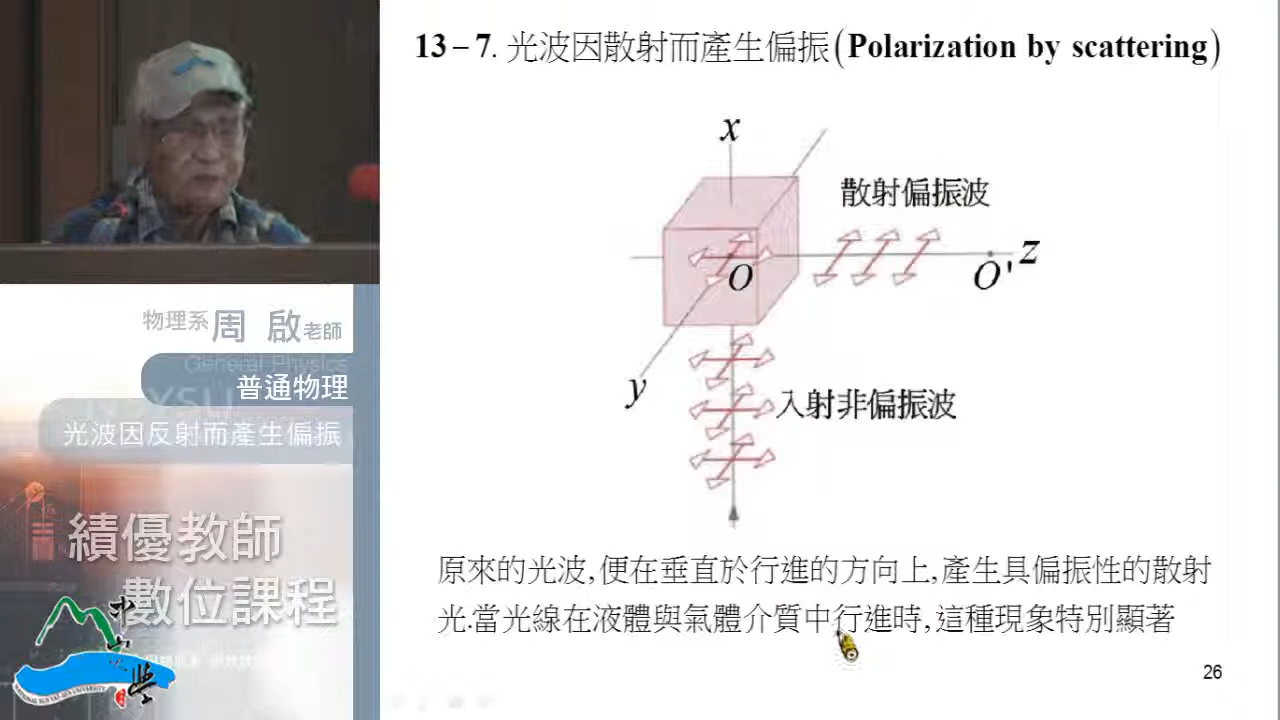 13–7. 光波因散射而產生偏振(Polarization by scattering)
x
散射偏振波
O
O'
z
y
入射非偏振波
原來的光波,便在垂直於行進的方向上,產生具偏振性的散射
光.當光線在液體與氣體介質中行進時,這種現象特別顯著
26
物理系周 啟老師
General Physics
普通物理
NSYSU
光波因反射而產生偏振
績優教師
數位課程